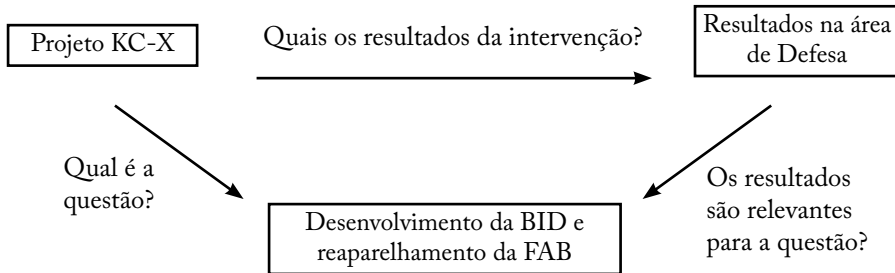 Projeto KC-X
Quais os resultados da intervenção?
Resultados na área
de Defesa
Qual é a
questão?
Os resultados
são relevantes
para a questão?
Desenvolvimento da BID e
reaparelhamento da FAB